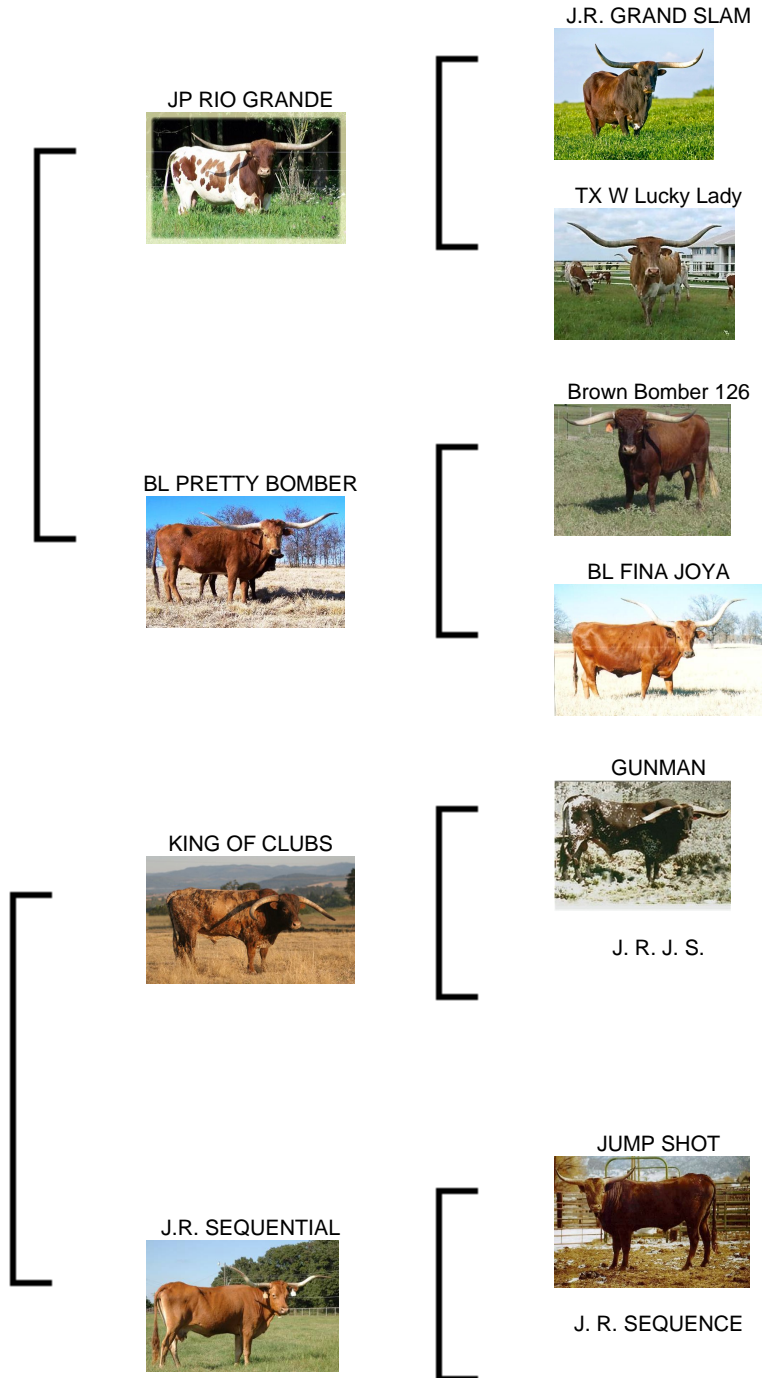 J.R. GRAND SLAM
JP RIO GRANDE
TX W Lucky Lady
Brown Bomber 126
BL PRETTY BOMBER
BL FINA JOYA
GUNMAN
KING OF CLUBS
J. R. J. S.
JUMP SHOT
J.R. SEQUENTIAL
J. R. SEQUENCE